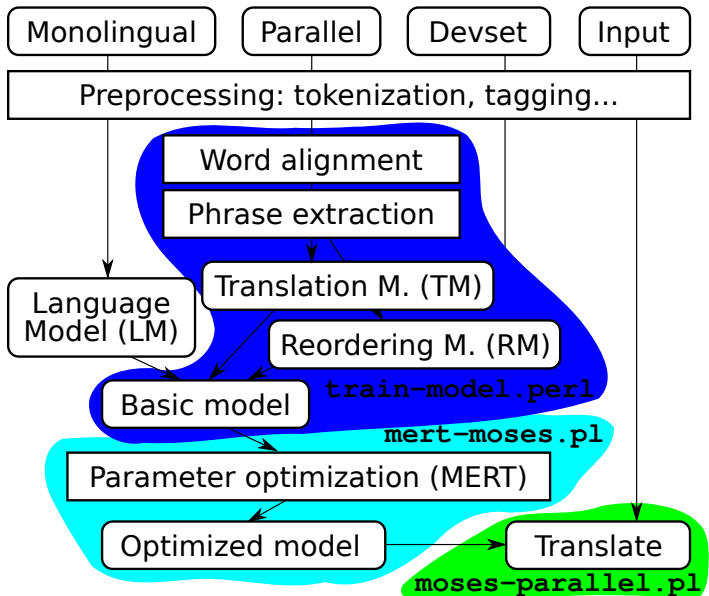 Monolingual
Parallel
Devset
Input
Preprocessing: tokenization, tagging...
Word alignment
Phrase extraction
Translation M. (TM)
Language
Model (LM)
Reordering M. (RM)
train-model.perl
Basic model
mert-moses.pl
Parameter optimization (MERT)
Optimized model
Translate
moses-parallel.pl